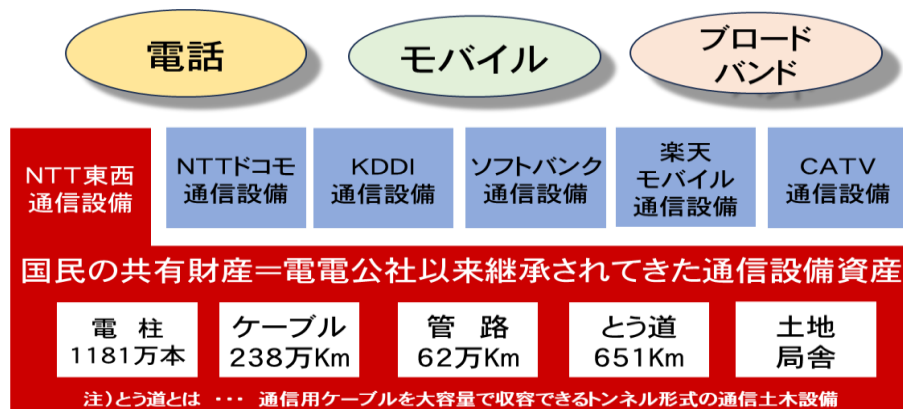 電話
モバイル
ブロード
バンド
NTT東西
通信設備
NTTドコモ
通信設備
KDDI
通信設備
ソフトバンク
通信設備
楽天
モバイル
通信設備
CATV
通信設備
国民の共有財産＝電電公社以来継承されてきた通信設備資産
電 柱
1181万本
ケーブル
238万Km
管 路
62万Km
とう道
651Km
土地
局舎
注)とう道とは ･･･ 通信用ケーブルを大容量で収容できるトンネル形式の通信土木設備